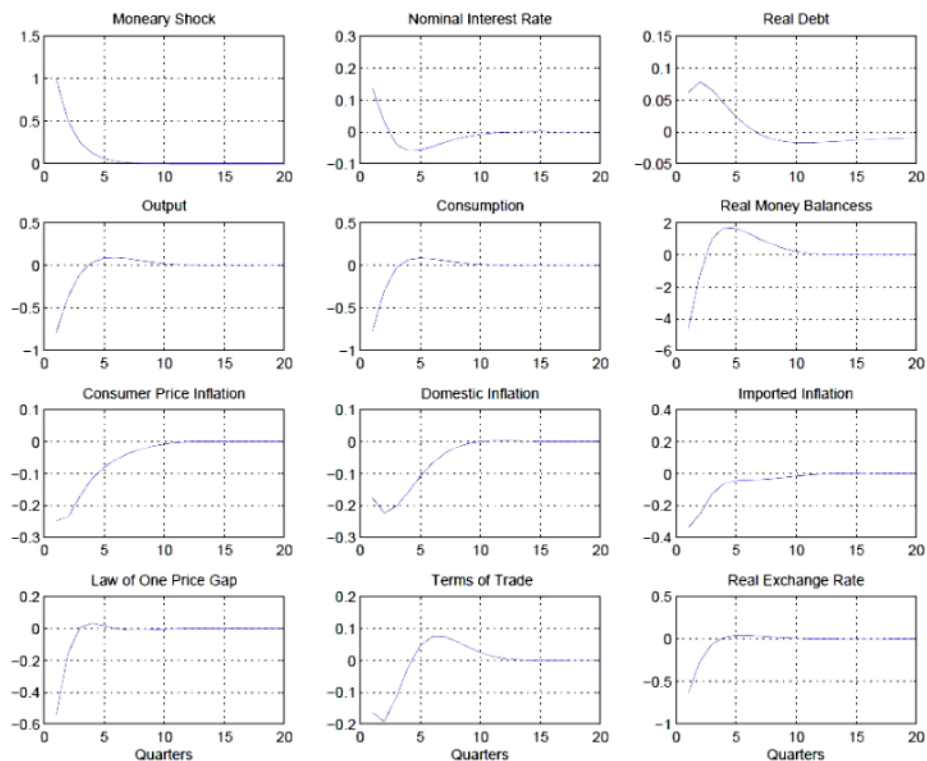 Moneary Shock
1.5
1
0.5
0
0 5 10 15 20
Nominal Interest Rate
0.3
0.2
0.1
0
−0.1
0 5 10 15 20
Real Debt
0.15
0.1
0.05
0
−0.05
0 5 10 15 20
Output
0.5
0
−0.5
−1
0 5 10 15 20
Consumption
0.5
0
−0.5
−1
0 5 10 15 20
Real Money Balancess
2
0
−2
−4
−6
0 5 10 15 20
Consumer Price Inflation
0.1
0
−0.1
−0.2
−0.3
0 5 10 15 20
Domestic Inflation
0.1
0
−0.1
−0.2
−0.3
0 5 10 15 20
Imported Inflation
0.4
0.2
0
−0.2
−0.4
0 5 10 15 20
Law of One Price Gap
0.2
0
−0.2
−0.4
−0.6
0 5 10 15 20
Quarters
Terms of Trade
0.2
0.1
0
−0.1
−0.2
0 5 10 15 20
Quarters
Real Exchange Rate
0.5
0
−0.5
−1
0 5 10 15 20
Quarters